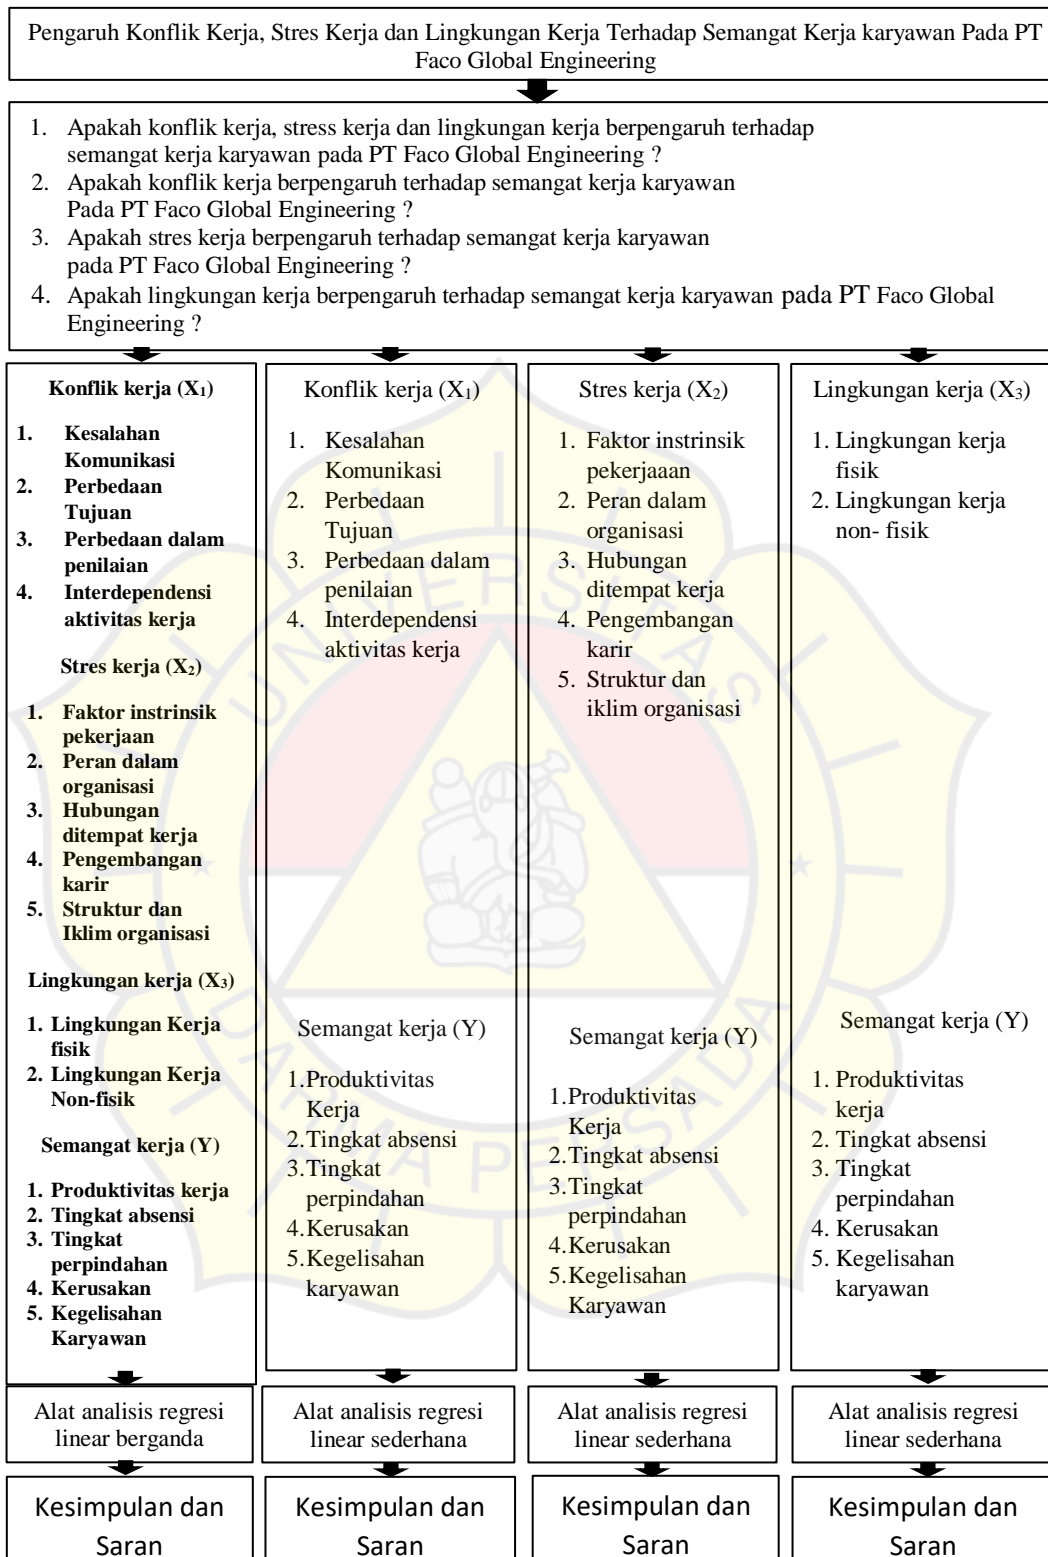 Pengaruh Konflik Kerja, Stres Kerja dan Lingkungan Kerja Terhadap Semangat Kerja karyawan Pada PT
Faco Global Engineering
1. Apakah konflik kerja, stress kerja dan lingkungan kerja berpengaruh terhadap
semangat kerja karyawan pada PT Faco Global Engineering ?
2. Apakah konflik kerja berpengaruh terhadap semangat kerja karyawan
Pada PT Faco Global Engineering ?
3. Apakah stres kerja berpengaruh terhadap semangat kerja karyawan
pada PT Faco Global Engineering ?
4. Apakah lingkungan kerja berpengaruh terhadap semangat kerja karyawan pada PT Faco Global
Engineering ?
Konflik kerja (X₁)
1. Kesalahan
Komunikasi
2. Perbedaan
Tujuan
3. Perbedaan dalam
penilaian
4. Interdependensi
aktivitas kerja
Stres kerja (X₂)
1. Faktor instrinsik
pekerjaan
2. Peran dalam
organisasi
3. Hubungan
ditempat kerja
4. Pengembangan
karir
5. Struktur dan
Iklim organisasi
Lingkungan kerja (X₃)
1. Lingkungan Kerja
fisik
2. Lingkungan Kerja
Non-fisik
Semangat kerja (Y)
1. Produktivitas kerja
2. Tingkat absensi
3. Tingkat
perpindahan
4. Kerusakan
5. Kegelisahan
Karyawan
Alat analisis regresi
linear berganda
Kesimpulan dan
Saran
Konflik kerja (X₁)
1. Kesalahan
Komunikasi
2. Perbedaan
Tujuan
3. Perbedaan dalam
penilaian
4. Interdependensi
aktivitas kerja
Semangat kerja (Y)
1.Produktivitas
Kerja
2.Tingkat absensi
3.Tingkat
perpindahan
4.Kerusakan
5.Kegelisahan
karyawan
Alat analisis regresi
linear sederhana
Kesimpulan dan
Saran
Stres kerja (X₂)
1. Faktor instrinsik
pekerjaaan
2. Peran dalam
organisasi
3. Hubungan
ditempat kerja
4. Pengembangan
karir
5. Struktur dan
iklim organisasi
Semangat kerja (Y)
1.Produktivitas
Kerja
2.Tingkat absensi
3.Tingkat
perpindahan
4.Kerusakan
5.Kegelisahan
Karyawan
Alat analisis regresi
linear sederhana
Kesimpulan dan
Saran
Lingkungan kerja (X₃)
1. Lingkungan kerja
fisik
2. Lingkungan kerja
non- fisik
Semangat kerja (Y)
1. Produktivitas
kerja
2. Tingkat absensi
3. Tingkat
perpindahan
4. Kerusakan
5. Kegelisahan
karyawan
Alat analisis regresi
linear sederhana
Kesimpulan dan
Saran
UNIVERSITAS
DARMA PERSADA